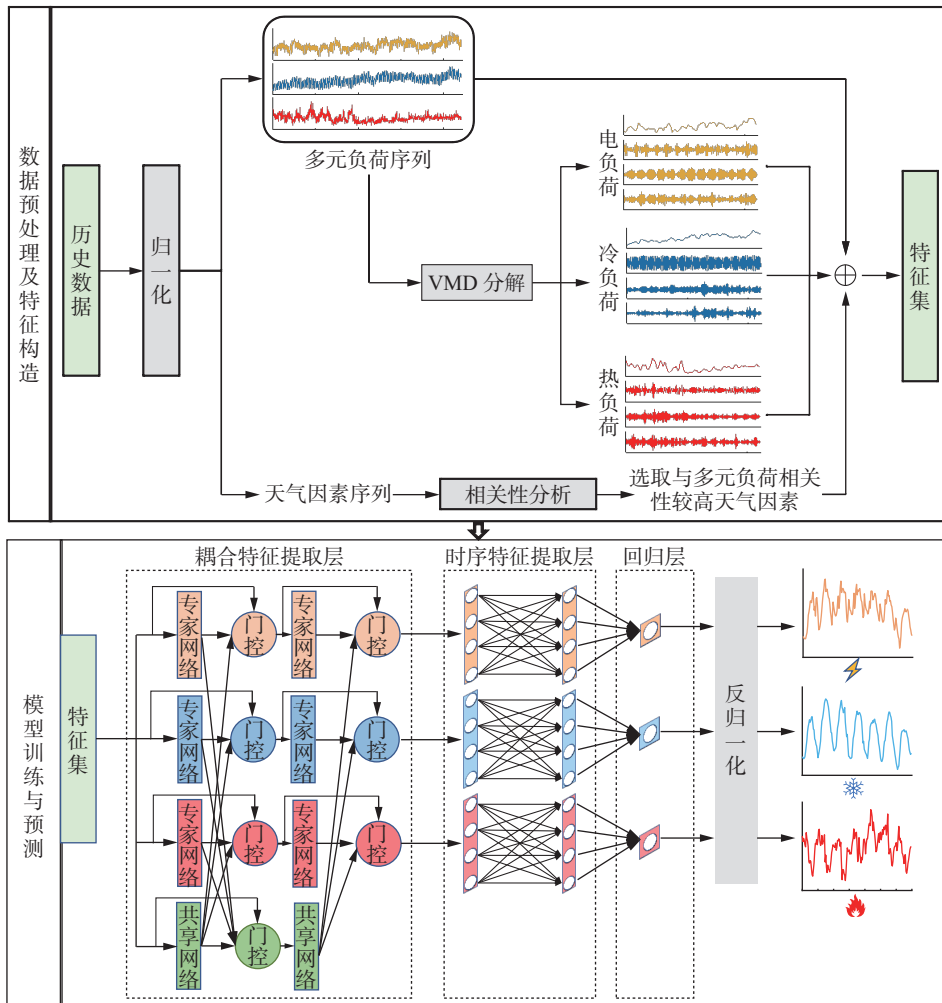 数据预处理及特征构造
历史数据
归一化
多元负荷序列
VMD 分解
电负荷
冷负荷
热负荷
特征集
天气因素序列
相关性分析
选取与多元负荷相关
性较高天气因素
模型训练与预测
特征集
耦合特征提取层
时序特征提取层
回归层
专家网络
门控
专家网络
门控
专家网络
门控
专家网络
门控
专家网络
门控
专家网络
门控
共享网络
门控
共享网络
反归一化